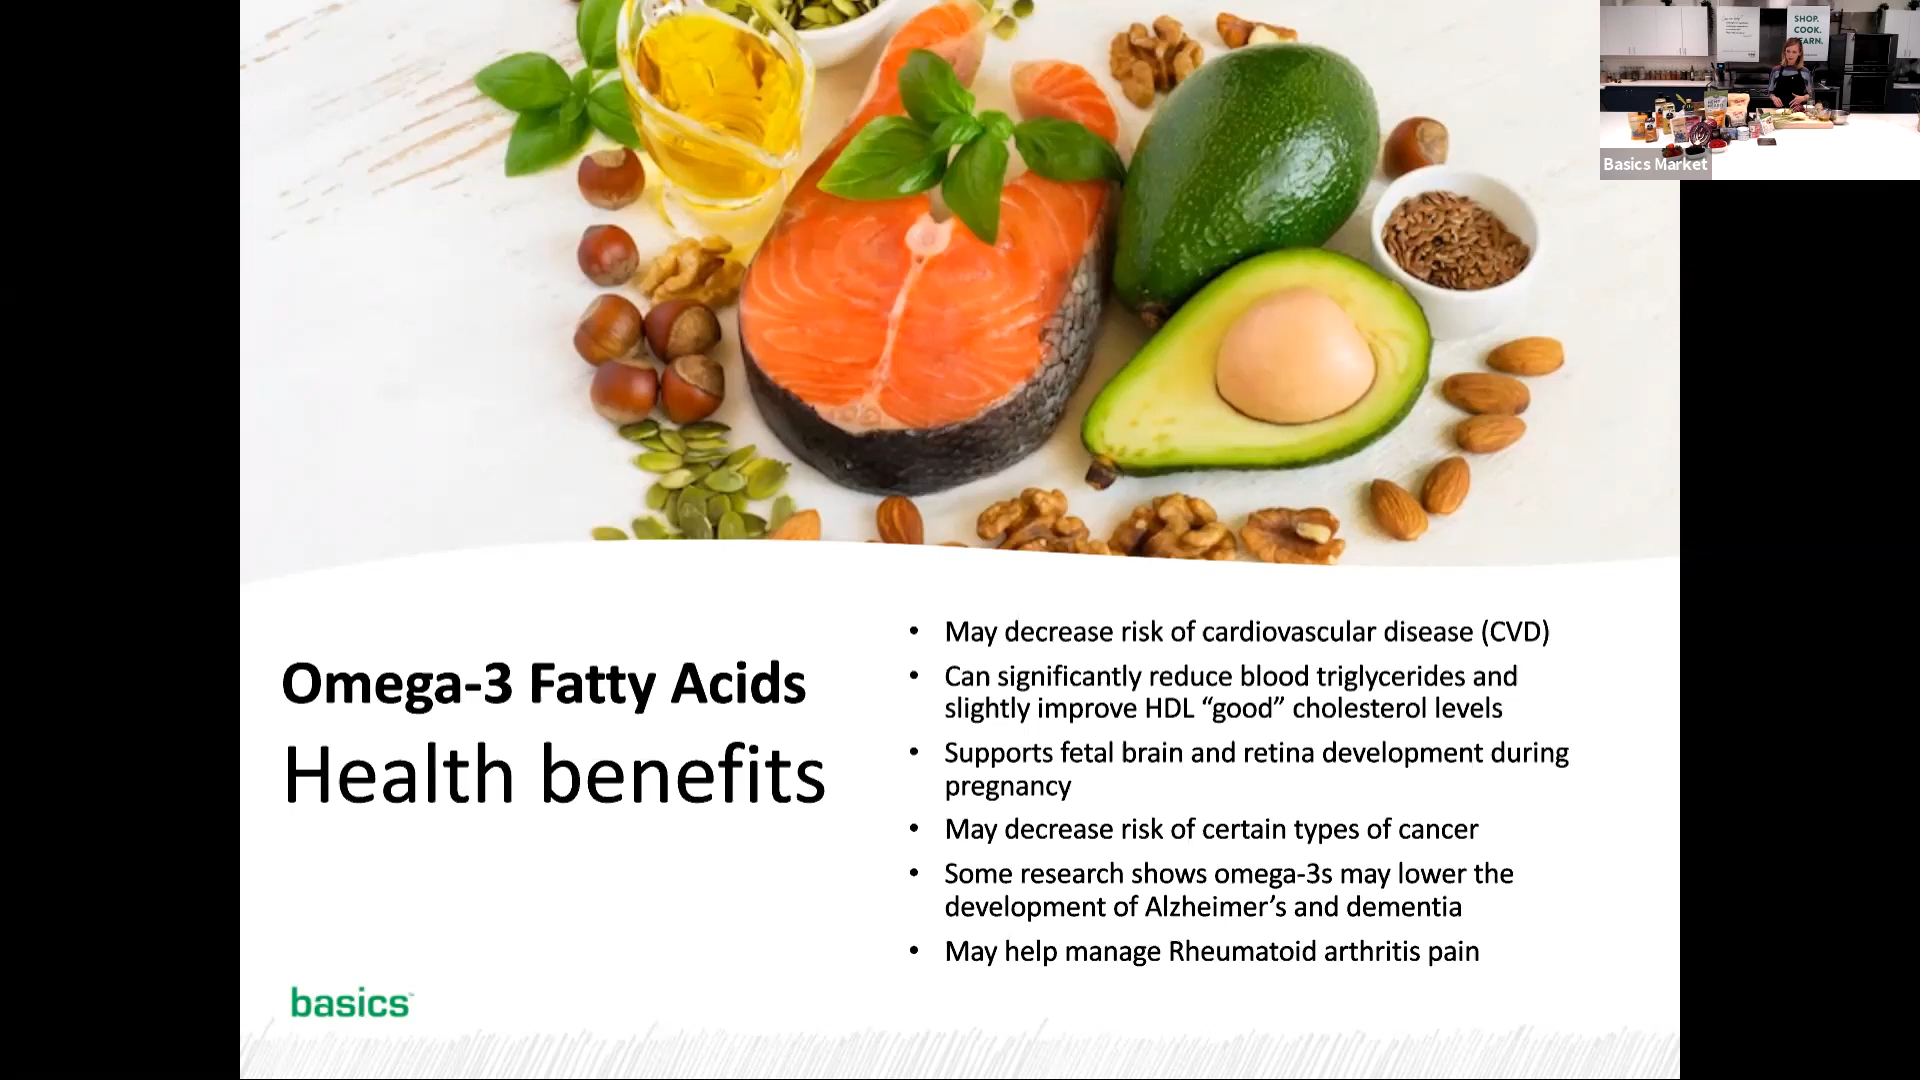 SHOP.
COOK.
LEARN.
Basics Market
Omega-3 Fatty Acids
Health benefits
• May decrease risk of cardiovascular disease (CVD)
• Can significantly reduce blood triglycerides and
slightly improve HDL “good” cholesterol levels
• Supports fetal brain and retina development during
pregnancy
• May decrease risk of certain types of cancer
• Some research shows omega-3s may lower the
development of Alzheimer’s and dementia
• May help manage Rheumatoid arthritis pain
basics™